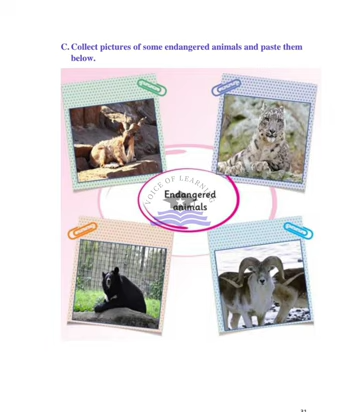 C. Collect pictures of some endangered animals and paste them
below.
VOICE OF LEARNING
Endangered
animals